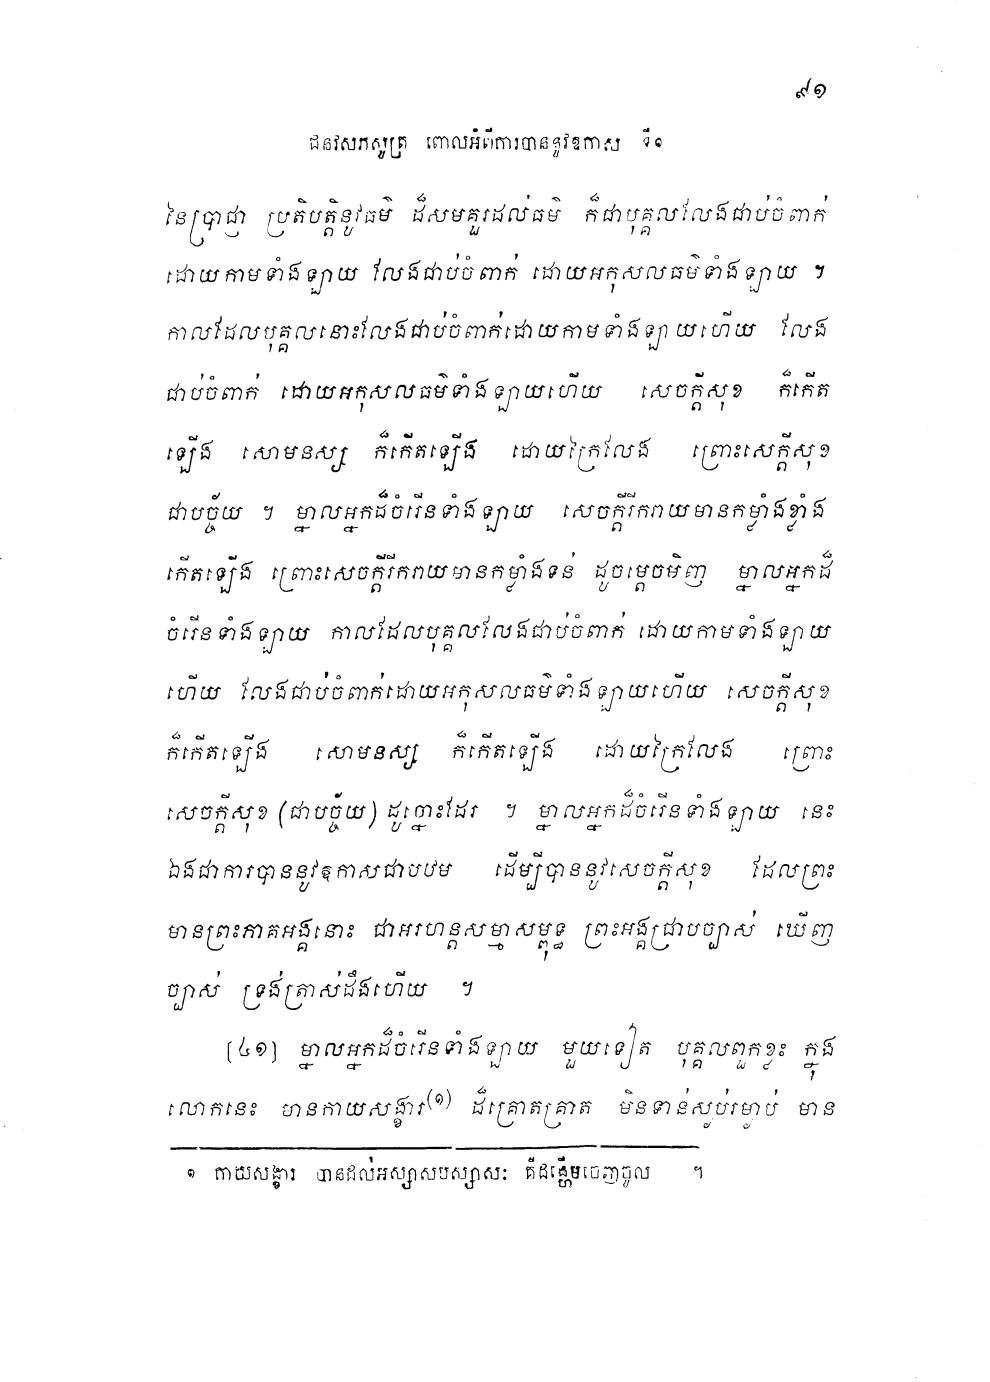 ៩១
ជនវសភសូត្រ ពោលអំពីការបាននូវឱកាស ទី១
នៃប្រាជ្ញ ប្រតិបត្តិនូវធម៌ ដ៏សមគួរដល់ធម៌ ក៏ជាបុគ្គលលែងជាប់ចំពាក់
ដោយកាមទាំងឡាយ លែងជាប់ចំពាក់ ដោយអកុសលធម៌ទាំងឡាយ ។
កាលដែលបុគ្គលនោះលែងជាប់ចំពាក់ដោយកាមទាំងឡាយហើយ លែង
ជាប់ចំពាក់ ដោយអកុសលធម៌ទាំងឡាយហើយ សេចក្តីសុខ ក៏កើត
ឡើង សោមនស្ស ក៏កើតឡើង ដោយក្រៃលែង ព្រោះសេក្តីសុខ
ជាបច្ច័យ ។ ម្នាលអ្នកដ៏ចំរើនទាំងឡាយ សេចក្តីរីករាយមានកម្លាំងខ្លាំង
កើតឡើង ព្រោះសេចក្តីរីករាយមានកម្លាំងទន់ ដូចម្តេចមិញ ម្នាលអ្នកដ៏
ចំរើនទាំងឡាយ កាលដែលបុគ្គលលែងជាប់ចំពាក់ ដោយកាមទាំងឡាយ
ហើយ លែងជាប់ចំពាក់ដោយអកុសលធម៌ទាំងឡាយហើយ សេចក្តីសុខ
ក៏កើតឡើង សោមនស្ស ក៏កើតឡើង ដោយក្រៃលែង ព្រោះ
សេចក្តីសុខ (ជាបច្ច័យ) ដូច្នោះដែរ ។ ម្នាលអ្នកដ៏ចំរើនទាំងឡាយ នេះ
ឯងជាការបាននូវឱកាសជាបឋម ដើម្បីបាននូវសេចក្តីសុខ ដែលព្រះ
មានព្រះភាគអង្គនោះ ជាអរហន្តសម្មាសម្ពុទ្ធ ព្រះអង្គជ្រាបច្បាស់ ឃើញ
ច្បាស់ ទ្រង់ត្រាស់ដឹងហើយ ។
[៤១] ម្នាលអ្នកដ៏ចំរើនទាំងឡាយ មួយទៀត បុគ្គលពួកខ្លះ ក្នុង
លោកនេះ មានកាយសង្ខារ(១) ដ៏គ្រោតគ្រាត មិនទាន់ស្ងប់រម្ងាប់ មាន
១ កាយសង្ខារ បានដល់អស្សាសបស្សាសៈ គឺដង្ហើមចេញចូល ។